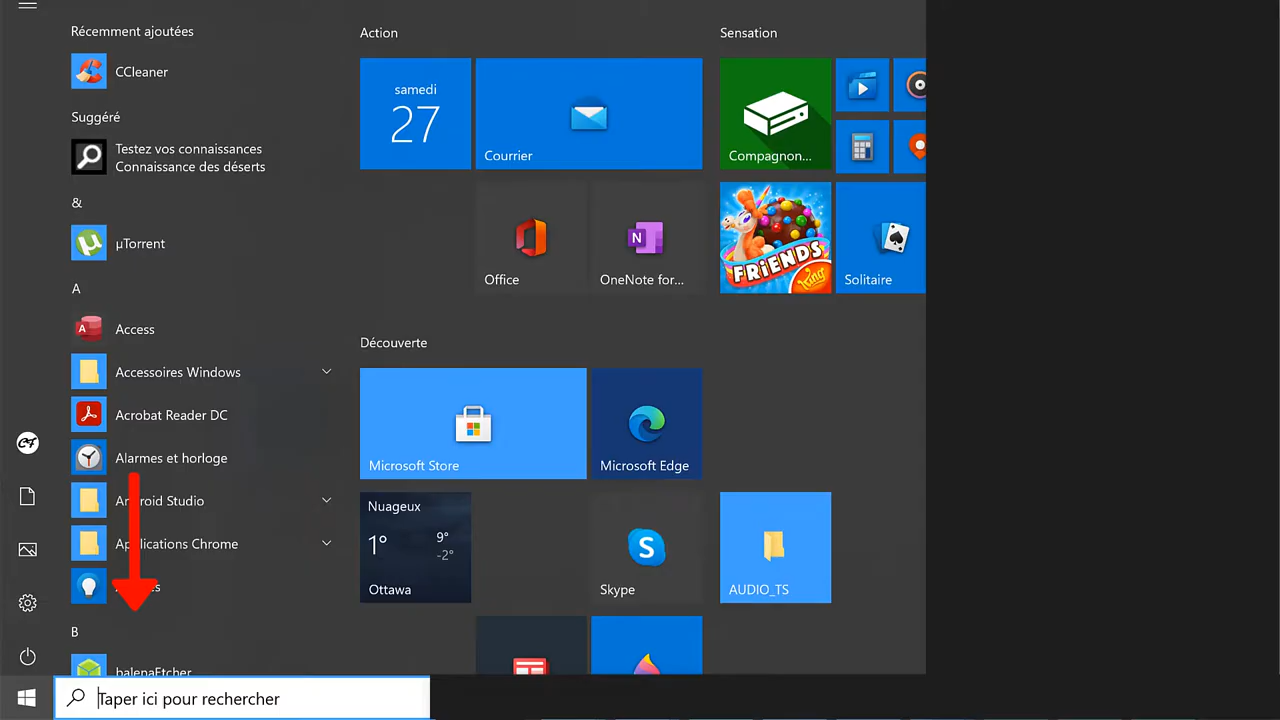 Récemment ajoutées
CCleaner
Suggéré
Testez vos connaissances
Connaissance des déserts
&
µTorrent
A
Access
Accessoires Windows
Acrobat Reader DC
Alarmes et horloge
Android Studio
Applications Chrome
B
balenaEtcher
Taper ici pour rechercher
Action
samedi
27
Courrier
Office
OneNote for...
Sensation
Compagnon...
FRiENDS
King
Solitaire
Découverte
Microsoft Store
Microsoft Edge
Nuageux
1°
9°
-2°
Ottawa
Skype
AUDIO_TS